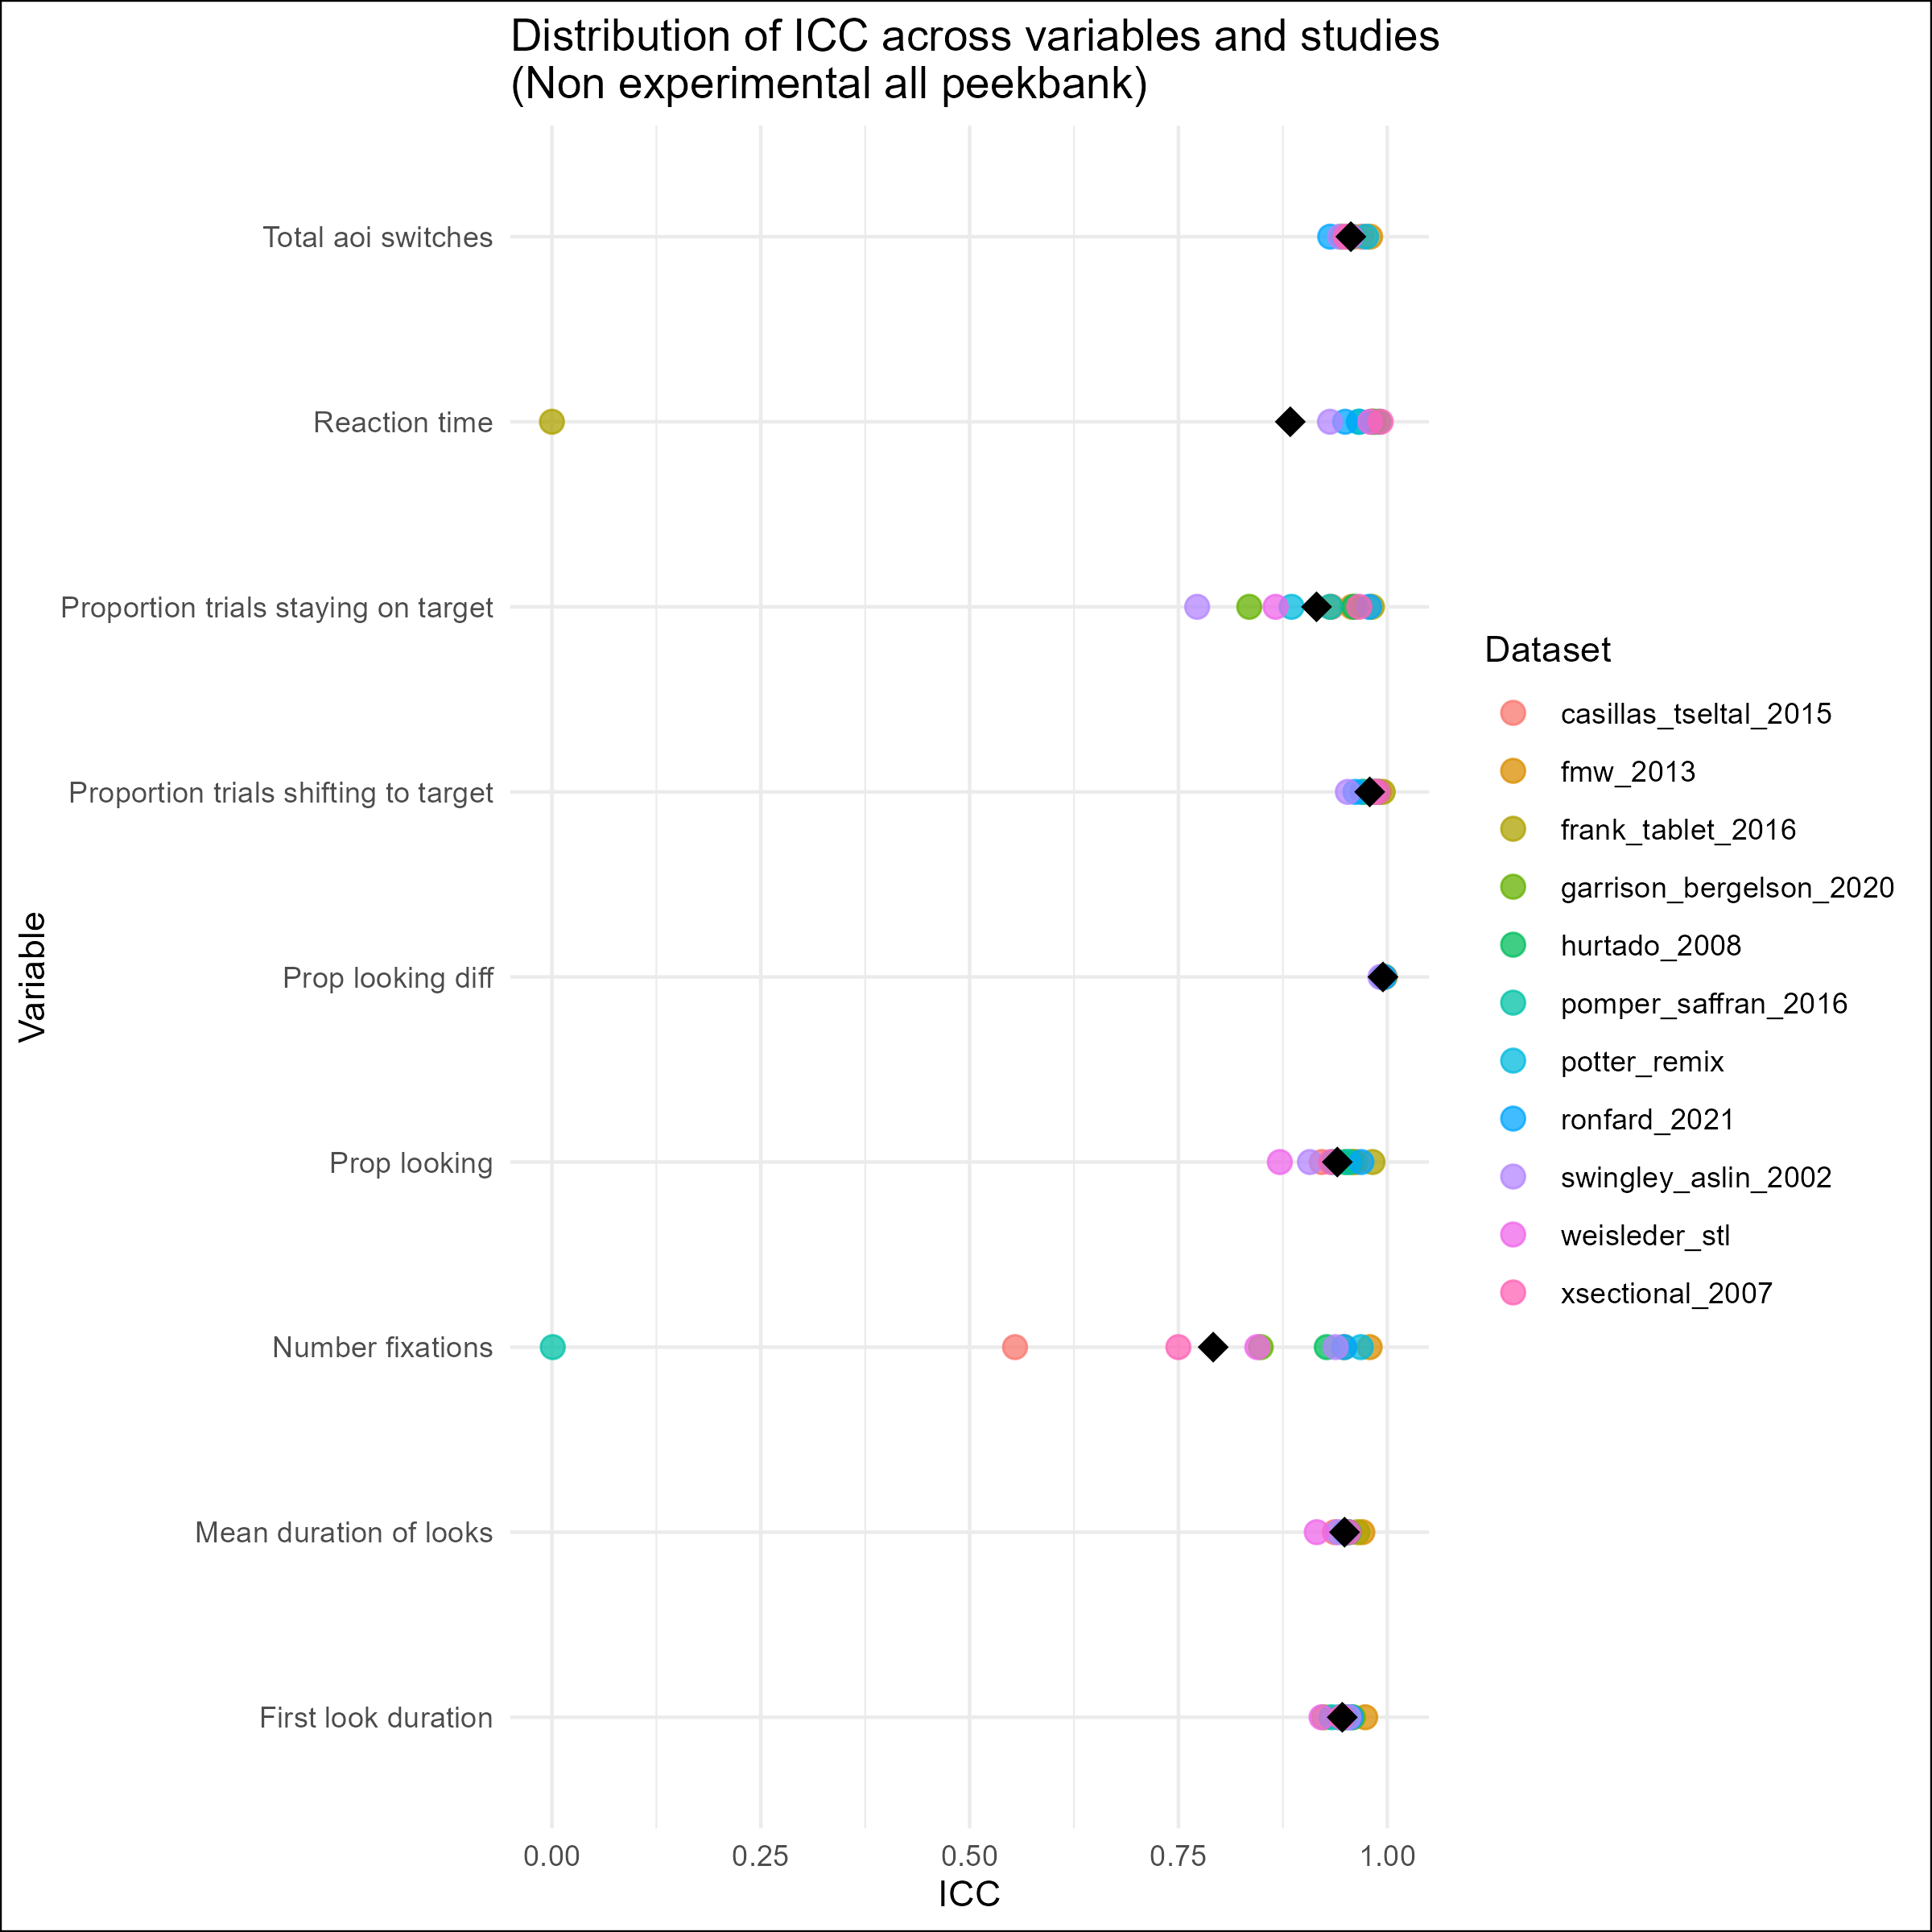 Distribution of ICC across variables and studies
(Non experimental all peekbank)
Variable
Total aoi switches
Reaction time
Proportion trials staying on target
Proportion trials shifting to target
Prop looking diff
Prop looking
Number fixations
Mean duration of looks
First look duration
0.00
0.25
0.50
0.75
1.00
ICC
Dataset
casillas_tseltal_2015
fmw_2013
frank_tablet_2016
garrison_bergelson_2020
hurtado_2008
pomper_saffran_2016
potter_remix
ronfard_2021
swingley_aslin_2002
weisleder_stl
xsectional_2007